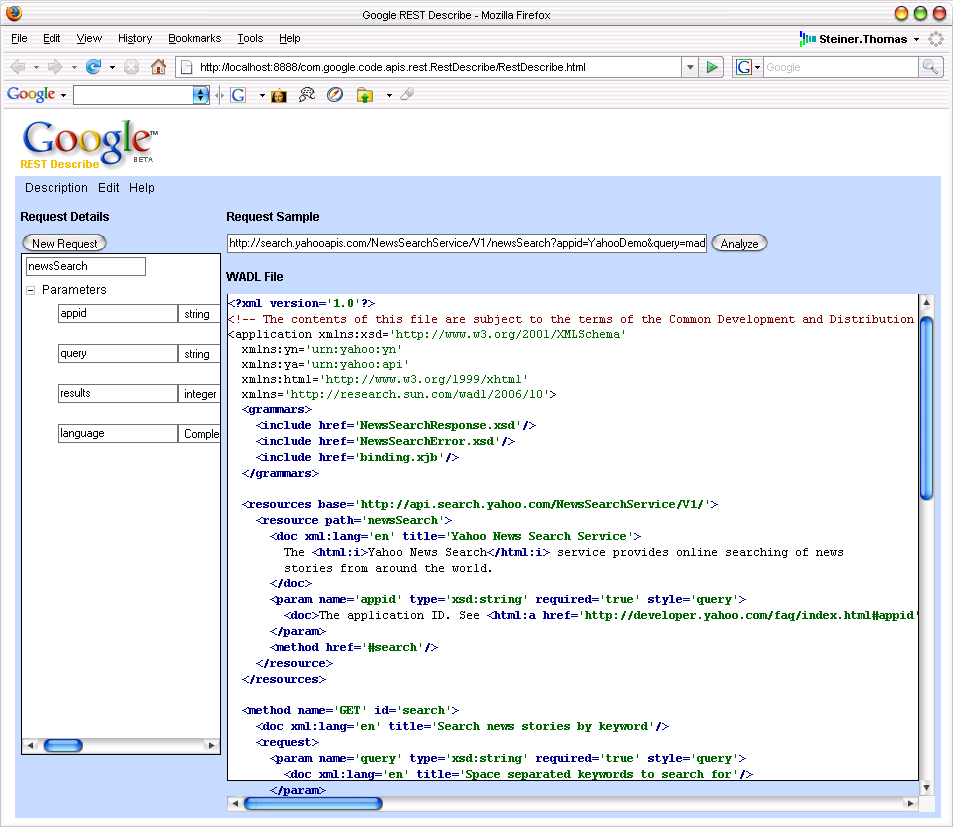 Google REST Describe - Mozilla Firefox
File Edit View History Bookmarks Tools Help
Steiner.Thomas
http://localhost:8888/com.google.code.apis.rest.RestDescribe/RestDescribe.html
G Google
Google G
Google™
REST Describe BETA
Description Edit Help
Request Details
New Request
newSearch
Parameters
appid string
query string
results integer
language Comple
Request Sample
http://search.yahooapis.com/NewsSearchService/V1/newsSearch?appid=YahooDemo&query=mad
Analyze
WADL File
<?xml version='1.0'?>
<!-- The contents of this file are subject to the terms of the Common Development and Distribution
<application xmlns:xsd='http://www.w3.org/2001/XMLSchema'
xmlns:yn='urn:yahoo:yn'
xmlns:ya='urn:yahoo:api'
xmlns:html='http://www.w3.org/1999/xhtml'
xmlns='http://research.sun.com/wadl/2006/10'>
<grammars>
<include href='NewsSearchResponse.xsd'/>
<include href='NewsSearchError.xsd'/>
<include href='binding.xjb'/>
</grammars>
<resources base='http://api.search.yahoo.com/NewsSearchService/V1/'>
<resource path='newsSearch'>
<doc xml:lang='en' title='Yahoo News Search Service'>
The <html:i>Yahoo News Search</html:i> service provides online searching of news
stories from around the world.
</doc>
<param name='appid' type='xsd:string' required='true' style='query'>
<doc>The application ID. See <html:a href='http://developer.yahoo.com/faq/index.html#appid'
</param>
<method href='#search'/>
</resource>
</resources>
<method name='GET' id='search'>
<doc xml:lang='en' title='Search news stories by keyword'/>
<request>
<param name='query' type='xsd:string' required='true' style='query'>
<doc xml:lang='en' title='Space separated keywords to search for'/>
</param>